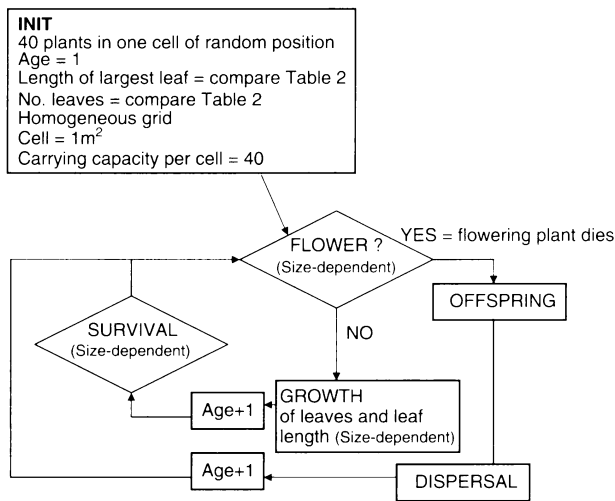 INIT
40 plants in one cell of random position
Age = 1
Length of largest leaf = compare Table 2
No. leaves = compare Table 2
Homogeneous grid
Cell = 1m²
Carrying capacity per cell = 40
FLOWER ?
(Size-dependent)
YES = flowering plant dies
OFFSPRING
NO
SURVIVAL
(Size-dependent)
GROWTH
of leaves and leaf
length (Size-dependent)
Age+1
Age+1
DISPERSAL